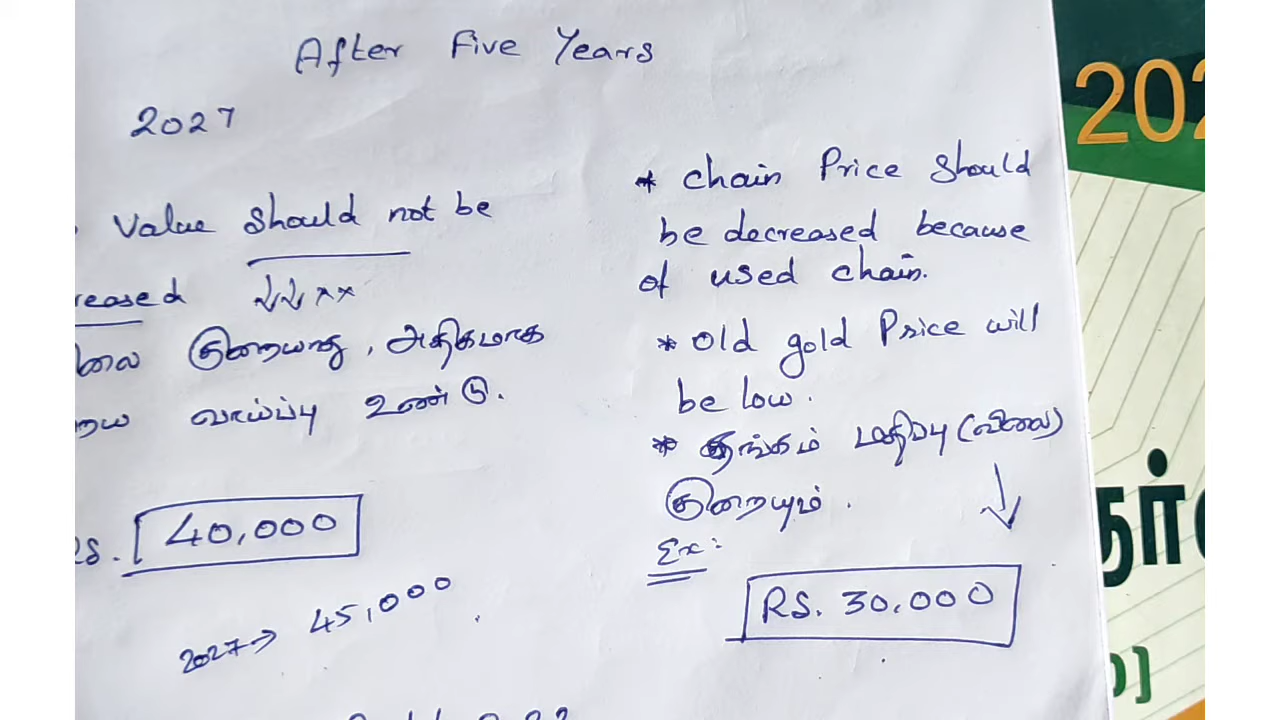 After Five Years
2027
Value should not be
reased ↓↓××
லை குறையாது, அதிகமாக
றைய வாய்ப்பு உண்டு.
Rs. 40,000
2027→ 45,000
* chain Price should
be decreased because
of used chain.
* Old gold Price will
be low.
* தங்கம் மதிப்பு (விலை)
குறையும். ↓
Ex:
RS. 30,000
202
தர்